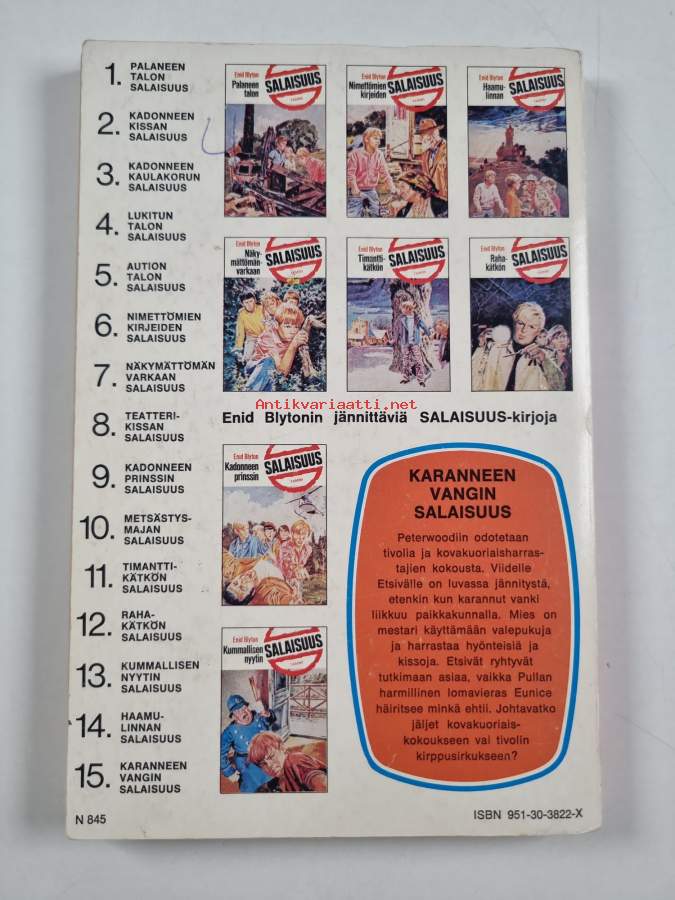 1. PALANEEN
TALON
SALAISUUS
2. KADONNEEN
KISSAN
SALAISUUS
3. KADONNEEN
KAULAKORUN
SALAISUUS
4. LUKITUN
TALON
SALAISUUS
5. AUTION
TALON
SALAISUUS
6. NIMETTÖMIEN
KIRJEIDEN
SALAISUUS
7. NÄKYMÄTTÖMÄN
VARKAAN
SALAISUUS
8. TEATTERI-
KISSAN
SALAISUUS
9. KADONNEEN
PRINSSIN
SALAISUUS
10. METSÄSTYS-
MAJAN
SALAISUUS
11. TIMANTTI-
KÄTKÖN
SALAISUUS
12. RAHA-
KÄTKÖN
SALAISUUS
13. KUMMALLISEN
NYYTIN
SALAISUUS
14. HAAMU-
LINNAN
SALAISUUS
15. KARANNEEN
VANGIN
SALAISUUS
N 845
Enid Blyton
Palaneen
talon
SALAISUUS
Enid Blyton
Nimettömien
kirjeiden
SALAISUUS
Enid Blyton
Haamu-
linnan
SALAISUUS
Enid Blyton
Näky-
mättömän
varkaan
SALAISUUS
Enid Blyton
Timantti-
kätkön
SALAISUUS
Enid Blyton
Raha-
kätkön
SALAISUUS
Antikvariaatti.net
Enid Blytonin jännittäviä SALAISUUS-kirjoja
Enid Blyton
Kadonneen
prinssin
SALAISUUS
Enid Blyton
Kummallisen
nyytin
SALAISUUS
KARANNEEN
VANGIN
SALAISUUS
Peterwoodiin odotetaan
tivolia ja kovakuoriaisharras-
tajien kokousta. Viidelle
Etsivälle on luvassa jännitystä,
etenkin kun karannut vanki
liikkuu paikkakunnalla. Mies on
mestari käyttämään valepukuja
ja harrastaa hyönteisiä ja
kissoja. Etsivät ryhtyvät
tutkimaan asiaa, vaikka Pullan
harmillinen lomavieras Eunice
häiritsee minkä ehtii. Johtavatko
jäljet kovakuoriais-
kokoukseen vai tivolin
kirppusirkukseen?
ISBN 951-30-3822-X